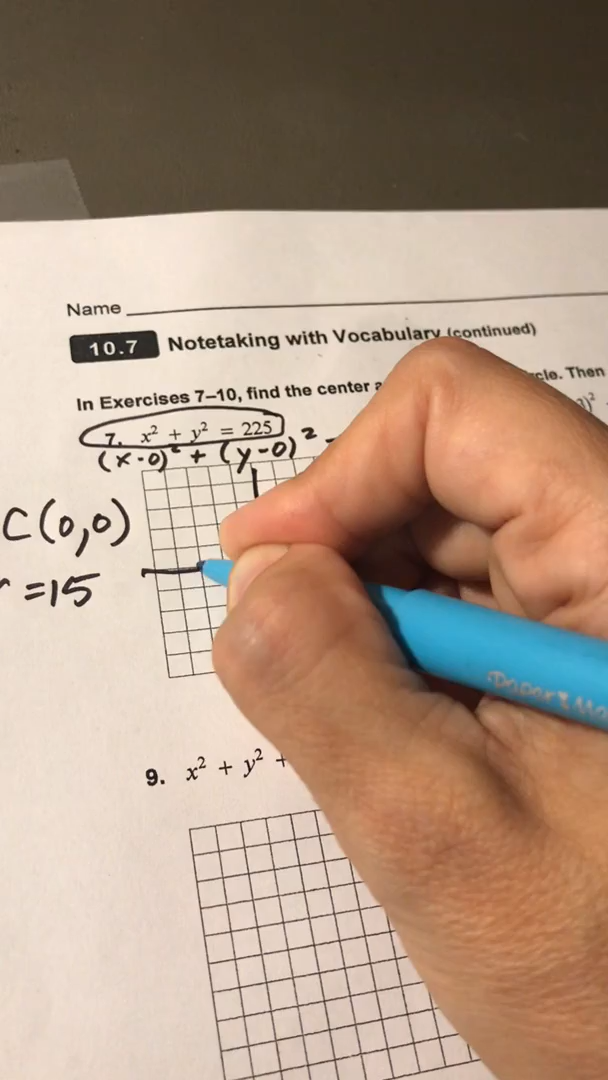 Name
10.7 Notetaking with Vocabulary (continued)
In Exercises 7–10, find the center
Then
7. x² + y² = 225
(x-0)² + (y-0)²
C(0,0)
r=15
9. x² + y² +
Paper